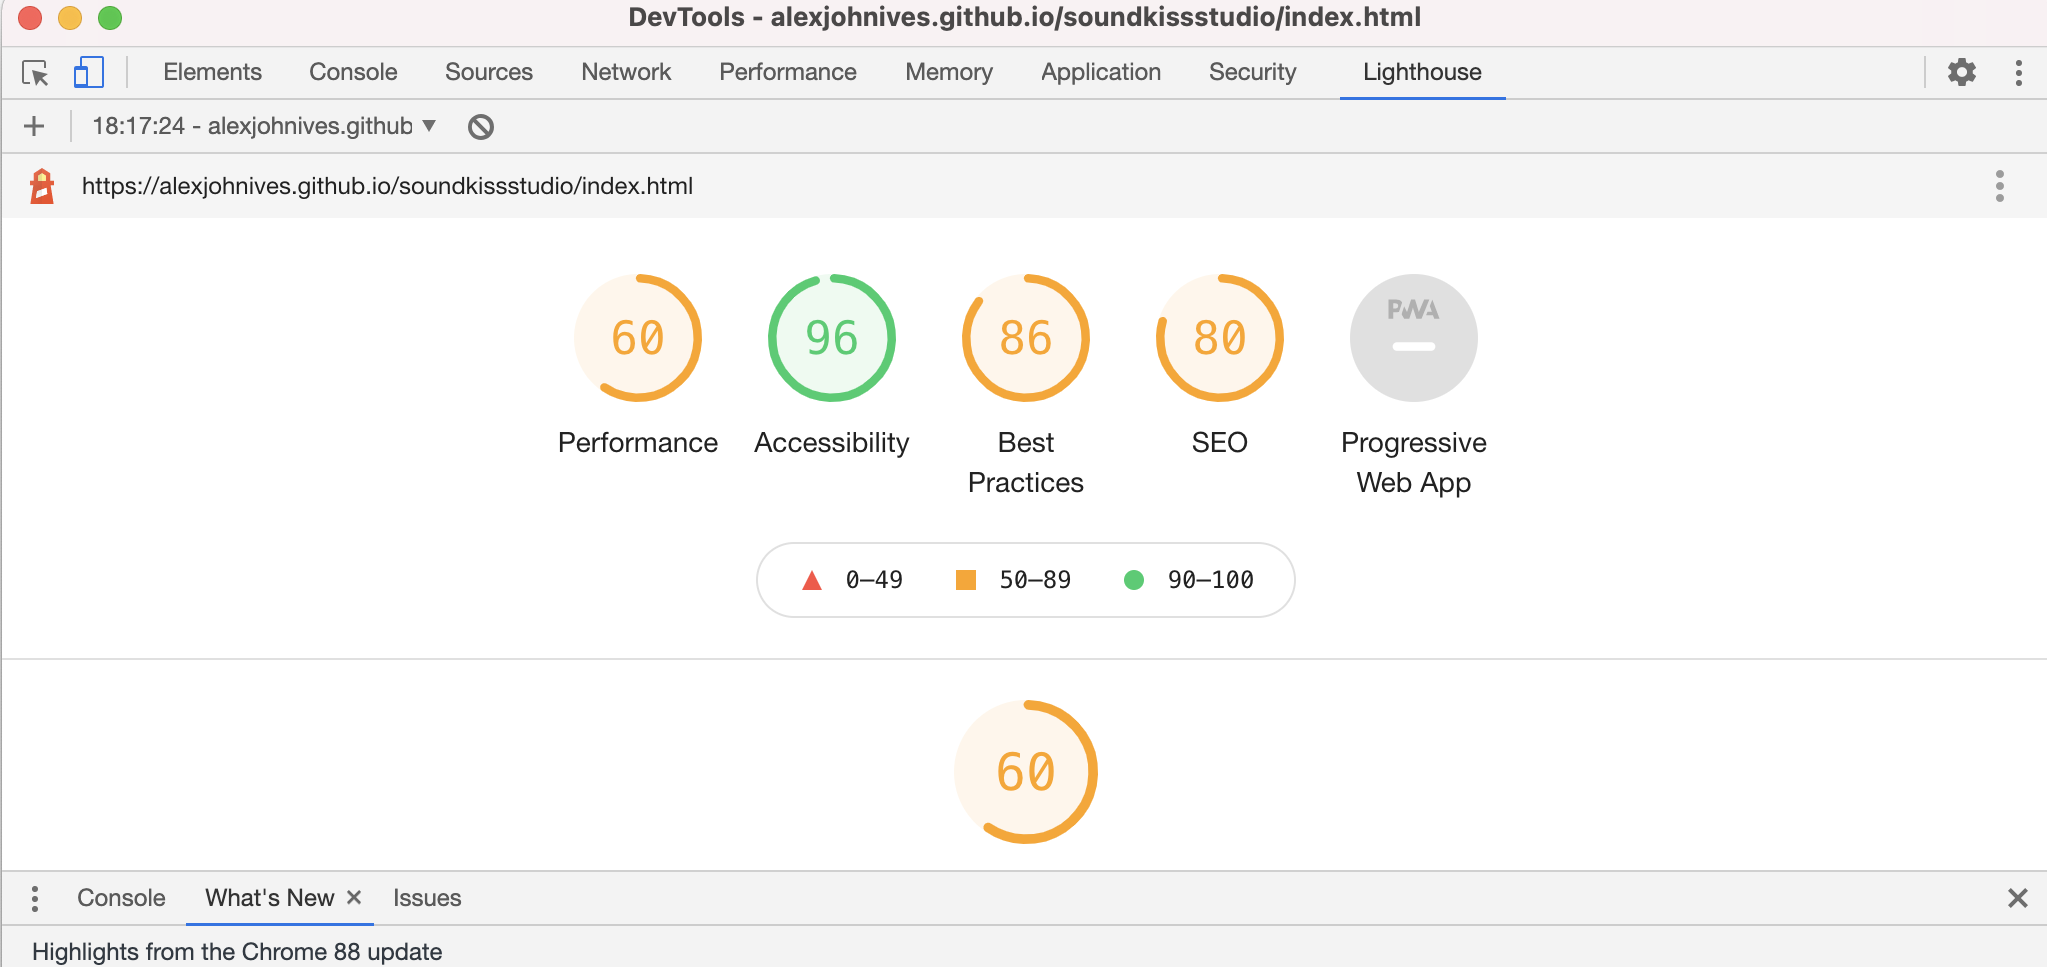 DevTools - alexjohnives.github.io/soundkissstudio/index.html
Elements Console Sources Network Performance Memory Application Security Lighthouse
18:17:24 - alexjohnives.github
https://alexjohnives.github.io/soundkissstudio/index.html
60 96 86 80 PWA
Performance Accessibility Best Practices SEO Progressive Web App
0–49 50–89 90–100
60
Console What's New Issues
Highlights from the Chrome 88 update